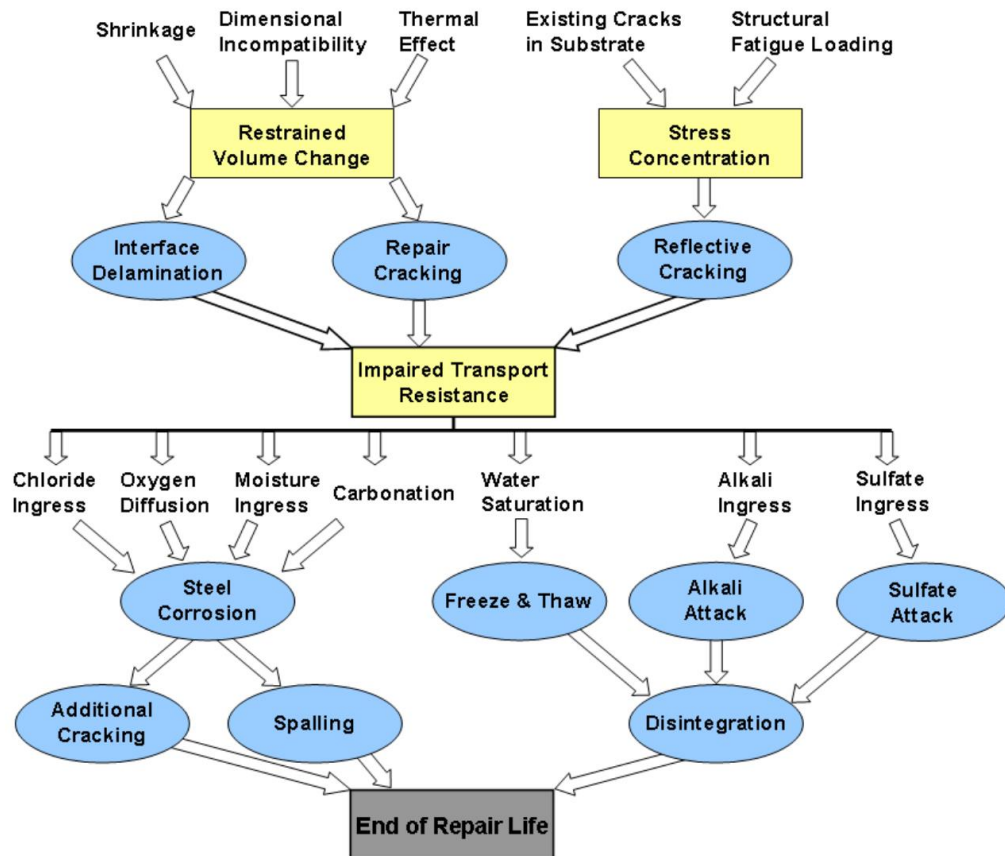 Shrinkage
Dimensional
Incompatibility
Thermal
Effect
Existing Cracks
in Substrate
Structural
Fatigue Loading
Restrained
Volume Change
Stress
Concentration
Interface
Delamination
Repair
Cracking
Reflective
Cracking
Impaired Transport
Resistance
Chloride
Ingress
Oxygen
Diffusion
Moisture
Ingress
Carbonation
Water
Saturation
Alkali
Ingress
Sulfate
Ingress
Steel
Corrosion
Freeze & Thaw
Alkali
Attack
Sulfate
Attack
Additional
Cracking
Spalling
Disintegration
End of Repair Life